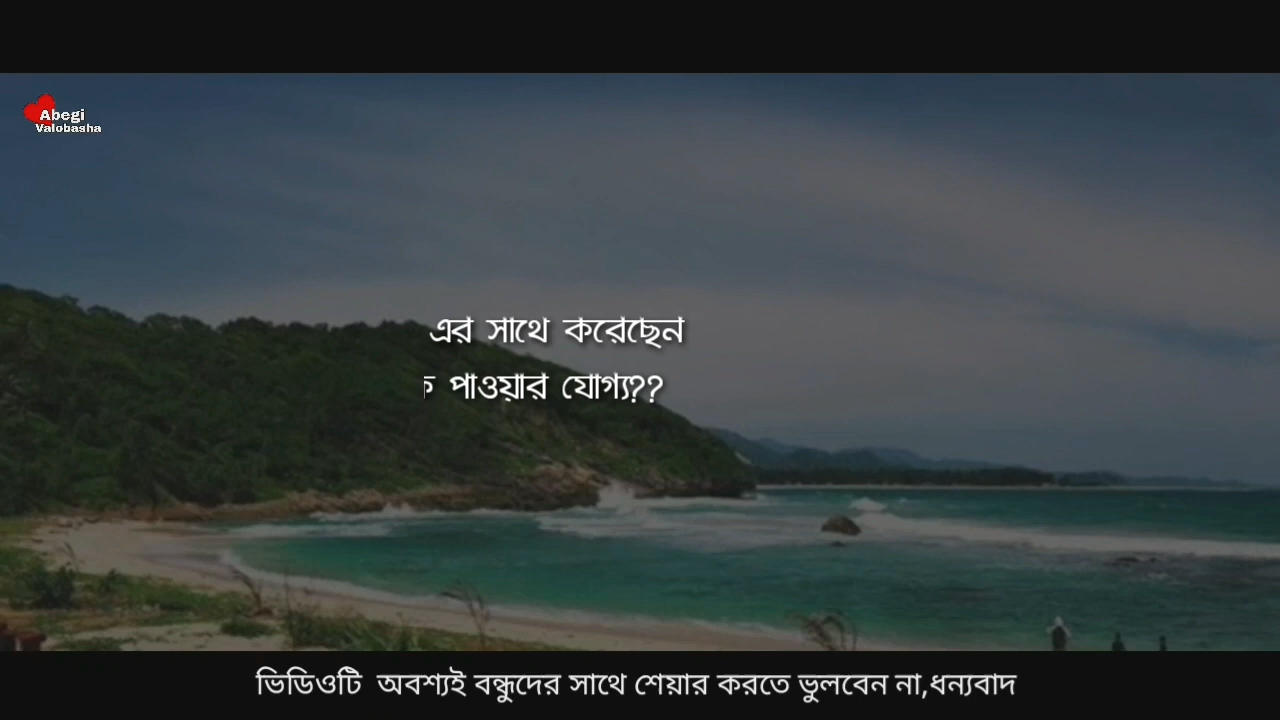 Abegi
Valobasha
এর সাথে করেছেন
পাওয়ার যোগ্য??
ভিডিওটি অবশ্যই বন্ধুদের সাথে শেয়ার করতে ভুলবেন না,ধন্যবাদ